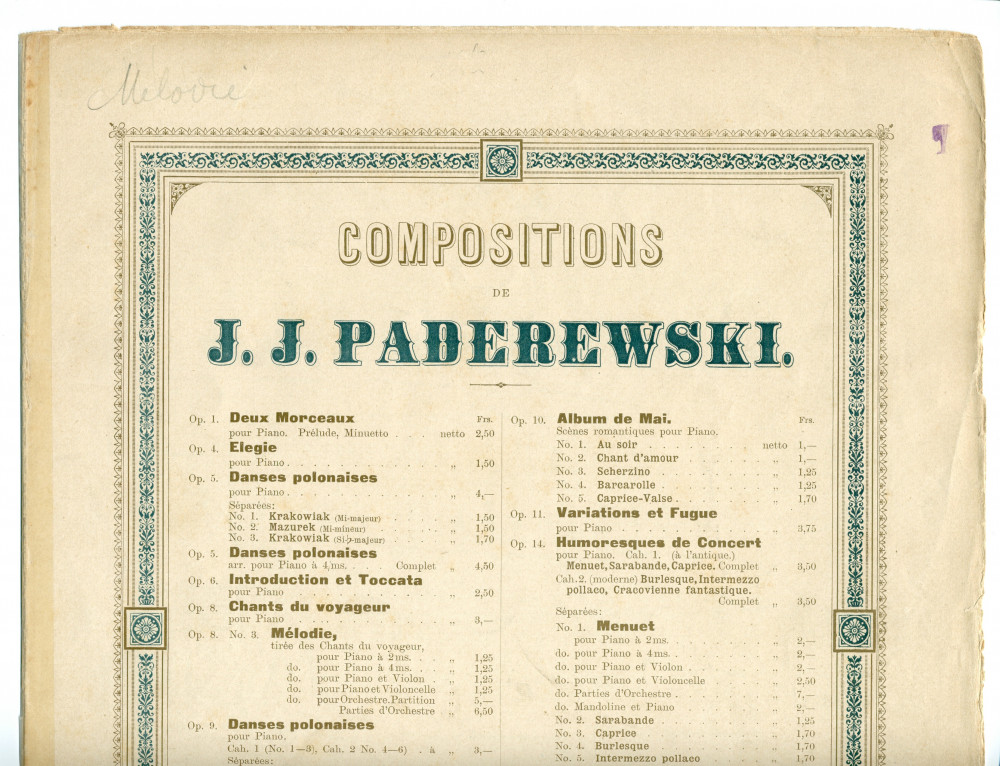 Melodie
COMPOSITIONS
DE
J. J. PADEREWSKI.
Op. 1. Deux Morceaux Frs.
pour Piano. Prélude, Minuetto . . . netto 2,50
Op. 4. Elegie
pour Piano . . . . . . . . . . . . „ 1,50
Op. 5. Danses polonaises
pour Piano . . . . . . . . . . . . „ 4,—
Séparées:
No. 1. Krakowiak (Mi-majeur) . . . . „ 1,50
No. 2. Mazurek (Mi-mineur) . . . . „ 1,50
No. 3. Krakowiak (Si-♭-majeur) . . . . „ 1,70
Op. 5. Danses polonaises
arr. pour Piano à 4/ms. . . . Complet „ 4,50
Op. 6. Introduction et Toccata
pour Piano . . . . . . . . . . . . „ 2,50
Op. 8. Chants du voyageur
pour Piano . . . . . . . . . . . . „ 3,—
Op. 8. No. 3. Mélodie,
tirée des Chants du voyageur,
pour Piano à 2 ms. . . „ 1,25
do. pour Piano à 4 ms. . . „ 1,25
do. pour Piano et Violon . „ 1,25
do. pour Piano et Violoncelle „ 1,25
do. pour Orchestre. Partition „ 5,—
Parties d'Orchestre „ 6,50
Op. 9. Danses polonaises
pour Piano.
Cah. 1 (No. 1—3), Cah. 2 No. 4—6) . à „ 3,—
Séparées:
Op. 10. Album de Mai. Frs.
Scènes romantiques pour Piano.
No. 1. Au soir . . . . . . . netto 1,—
No. 2. Chant d'amour . . . . . . „ 1,—
No. 3. Scherzino . . . . . . . . „ 1,25
No. 4. Barcarolle . . . . . . . . „ 1,25
No. 5. Caprice-Valse . . . . . . . „ 1,70
Op. 11. Variations et Fugue
pour Piano . . . . . . . . . . . . „ 3,75
Op. 14. Humoresques de Concert
pour Piano. Cah. 1. (à l'antique.)
Menuet, Sarabande, Caprice. Complet „ 3,50
Cah. 2. (moderne) Burlesque, Intermezzo
pollaco, Cracovienne fantastique.
Complet „ 3,50
Séparées:
No. 1. Menuet
pour Piano à 2 ms. . . . . . . . „ 2,—
do. pour Piano à 4 ms. . . . . . . „ 2,—
do. pour Piano et Violon . . . . . . „ 2,—
do. pour Piano et Violoncelle . . . . . „ 2,50
do. Parties d'Orchestre . . . . . . . „ 7,—
do. Mandoline et Piano . . . . . . . „ 2,—
No. 2. Sarabande . . . . . . . . „ 1,25
No. 3. Caprice . . . . . . . . . „ 1,70
No. 4. Burlesque . . . . . . . . „ 1,70
No. 5. Intermezzo pollaco . . . . . „ 1,70